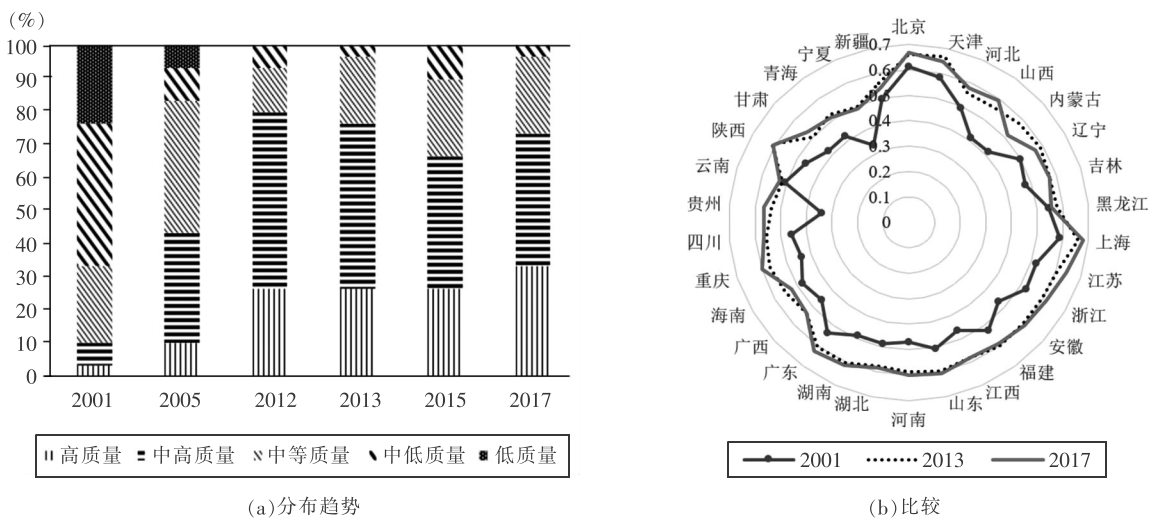 (%)
100
90
80
70
60
50
40
30
20
10
0
2001 2005 2012 2013 2015 2017
高质量 中高质量 中等质量 中低质量 低质量
(a)分布趋势
北京
天津
河北
山西
内蒙古
辽宁
吉林
黑龙江
上海
江苏
浙江
安徽
福建
江西
山东
河南
湖北
湖南
广东
广西
海南
重庆
四川
贵州
云南
陕西
甘肃
青海
宁夏
新疆
0.7
0.6
0.5
0.4
0.3
0.2
0.1
0
2001 2013 2017
(b)比较